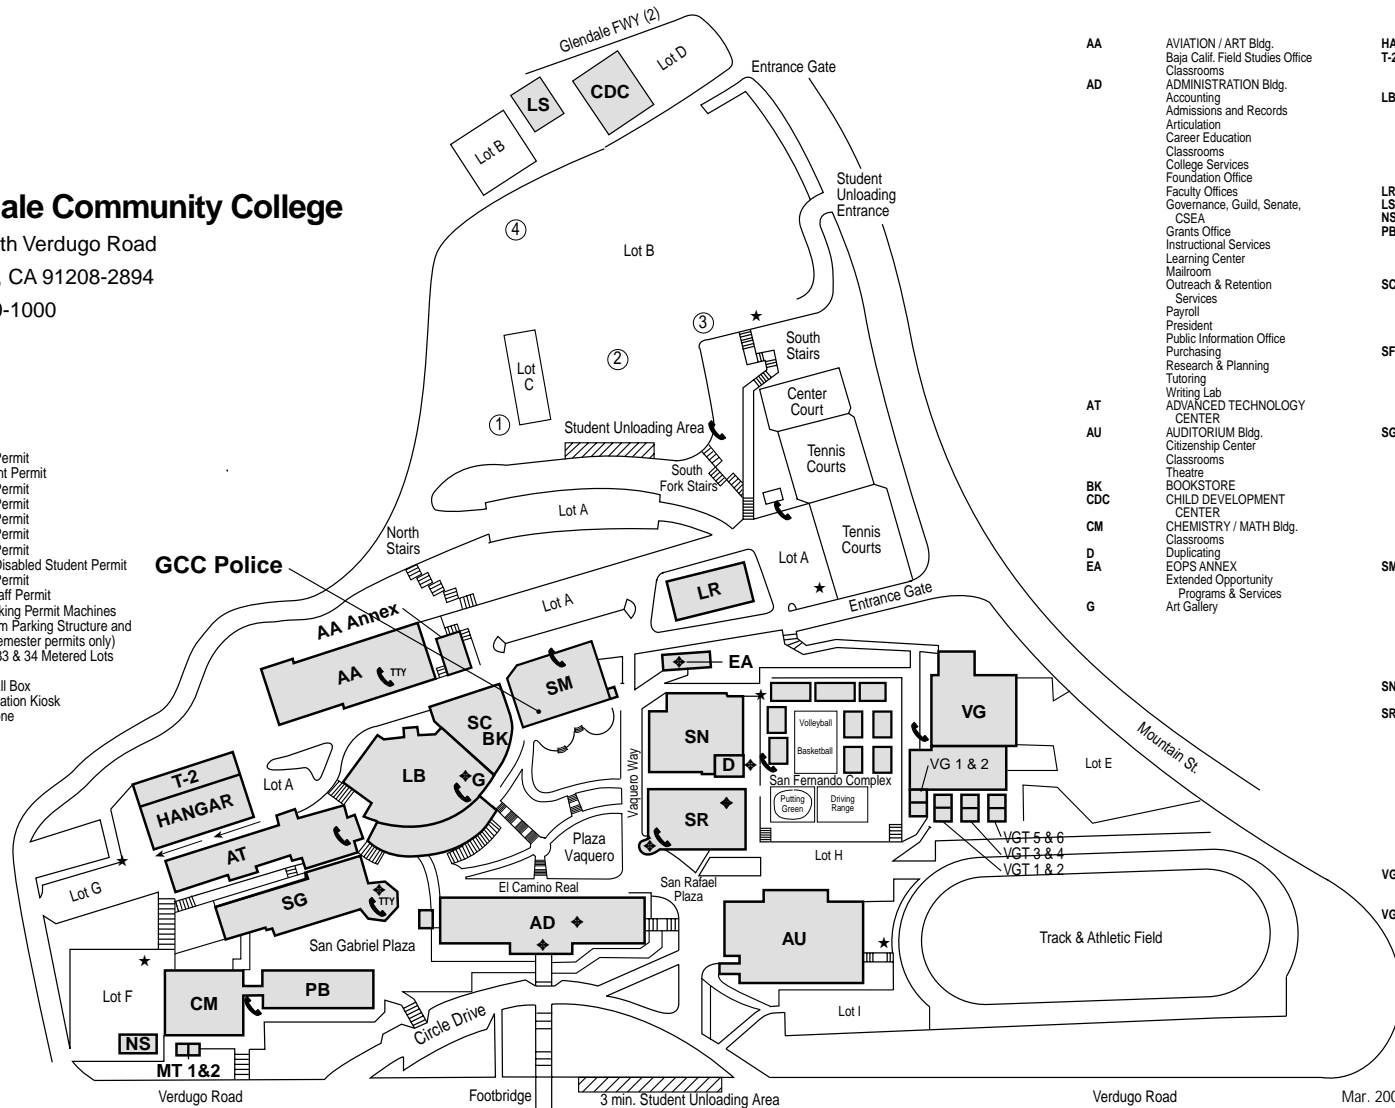 ale Community College
th Verdugo Road
, CA 91208-2894
0-1000
Permit
nt Permit
Permit
Permit
Permit
Permit
Permit
Disabled Student Permit
Permit
aff Permit
king Permit Machines
m Parking Structure and
emester permits only)
33 & 34 Metered Lots
ll Box
ation Kiosk
one
Glendale FWY (2)
Lot D
CDC
LS
Lot B
Entrance Gate
Student
Unloading
Entrance
4
Lot B
3
South
Stairs
2
Lot
C
1
Center
Court
Student Unloading Area
Tennis
Courts
South
Fork Stairs
Lot A
North
Stairs
Tennis
Courts
Lot A
GCC Police
LR
Lot A
Entrance Gate
AA Annex
AA
TTY
SM
EA
SC
BK
SN
D
Volleyball
Basketball
VG
VG 1 & 2
Lot E
Mountain St.
LB
G
T-2
HANGAR
Lot A
Vaquero Way
San Fernando Complex
Putting
Green
Driving
Range
SR
AT
Plaza
Vaquero
Lot H
VGT 5 & 6
VGT 3 & 4
VGT 1 & 2
Lot G
SG
TTY
El Camino Real
San Rafael
Plaza
AD
AU
San Gabriel Plaza
Track & Athletic Field
Lot F
CM
PB
Lot I
Circle Drive
NS
MT 1&2
Verdugo Road
Footbridge
3 min. Student Unloading Area
Verdugo Road
Mar. 200
AA AVIATION / ART Bldg.
Baja Calif. Field Studies Office
Classrooms
AD ADMINISTRATION Bldg.
Accounting
Admissions and Records
Articulation
Career Education
Classrooms
College Services
Foundation Office
Faculty Offices
Governance, Guild, Senate,
CSEA
Grants Office
Instructional Services
Learning Center
Mailroom
Outreach & Retention
Services
Payroll
President
Public Information Office
Purchasing
Research & Planning
Tutoring
Writing Lab
AT ADVANCED TECHNOLOGY
CENTER
AU AUDITORIUM Bldg.
Citizenship Center
Classrooms
Theatre
BK BOOKSTORE
CDC CHILD DEVELOPMENT
CENTER
CM CHEMISTRY / MATH Bldg.
Classrooms
D Duplicating
EA EOPS ANNEX
Extended Opportunity
Programs & Services
G Art Gallery
HA
T-2
LB
LR
LS
NS
PB
SC
SF
SG
SM
SN
SR
VG
VG